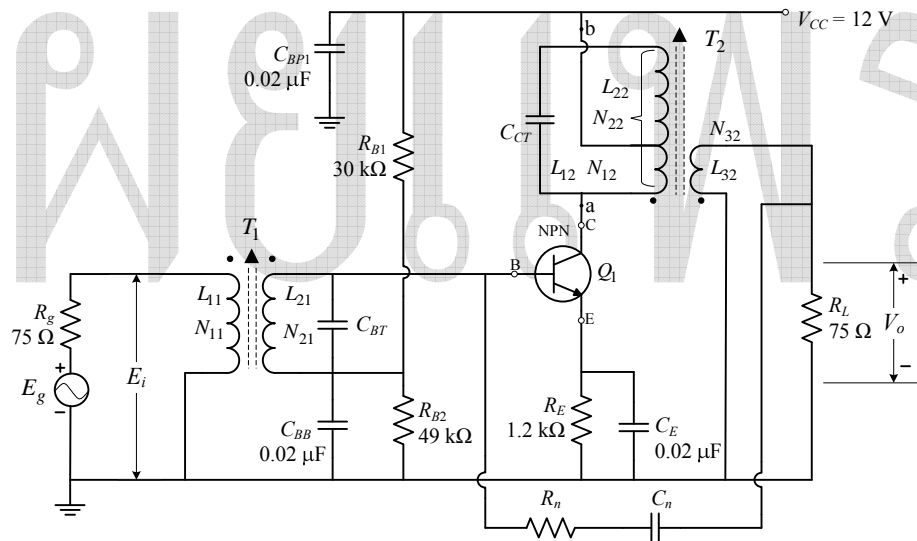 V_CC = 12 V
b
T_2
C_BP1
0.02 µF
L_22
N_22
C_CT
N_32
R_B1
30 kΩ
L_12 N_12
L_32
a
C
NPN
T_1
B
Q_1
E
R_g
75 Ω
L_11
L_21
N_11
N_21
C_BT
R_L
75 Ω
+
V_o
−
E_i
+
E_g
−
R_B2
49 kΩ
R_E
1.2 kΩ
C_BB
0.02 µF
C_E
0.02 µF
R_n
C_n